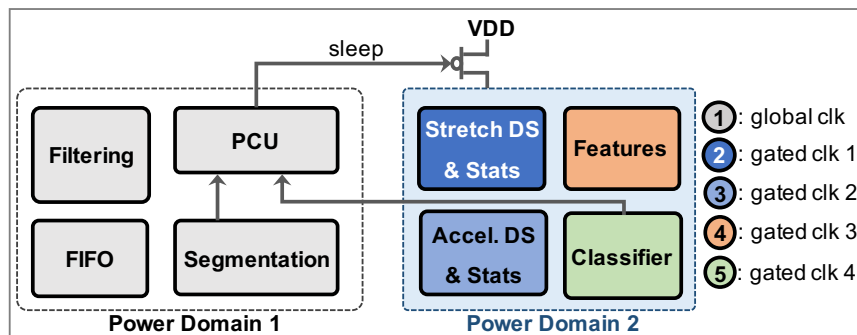 VDD
sleep
Filtering
PCU
FIFO
Segmentation
Power Domain 1
Stretch DS
& Stats
Features
Accel. DS
& Stats
Classifier
Power Domain 2
1: global clk
2: gated clk 1
3: gated clk 2
4: gated clk 3
5: gated clk 4